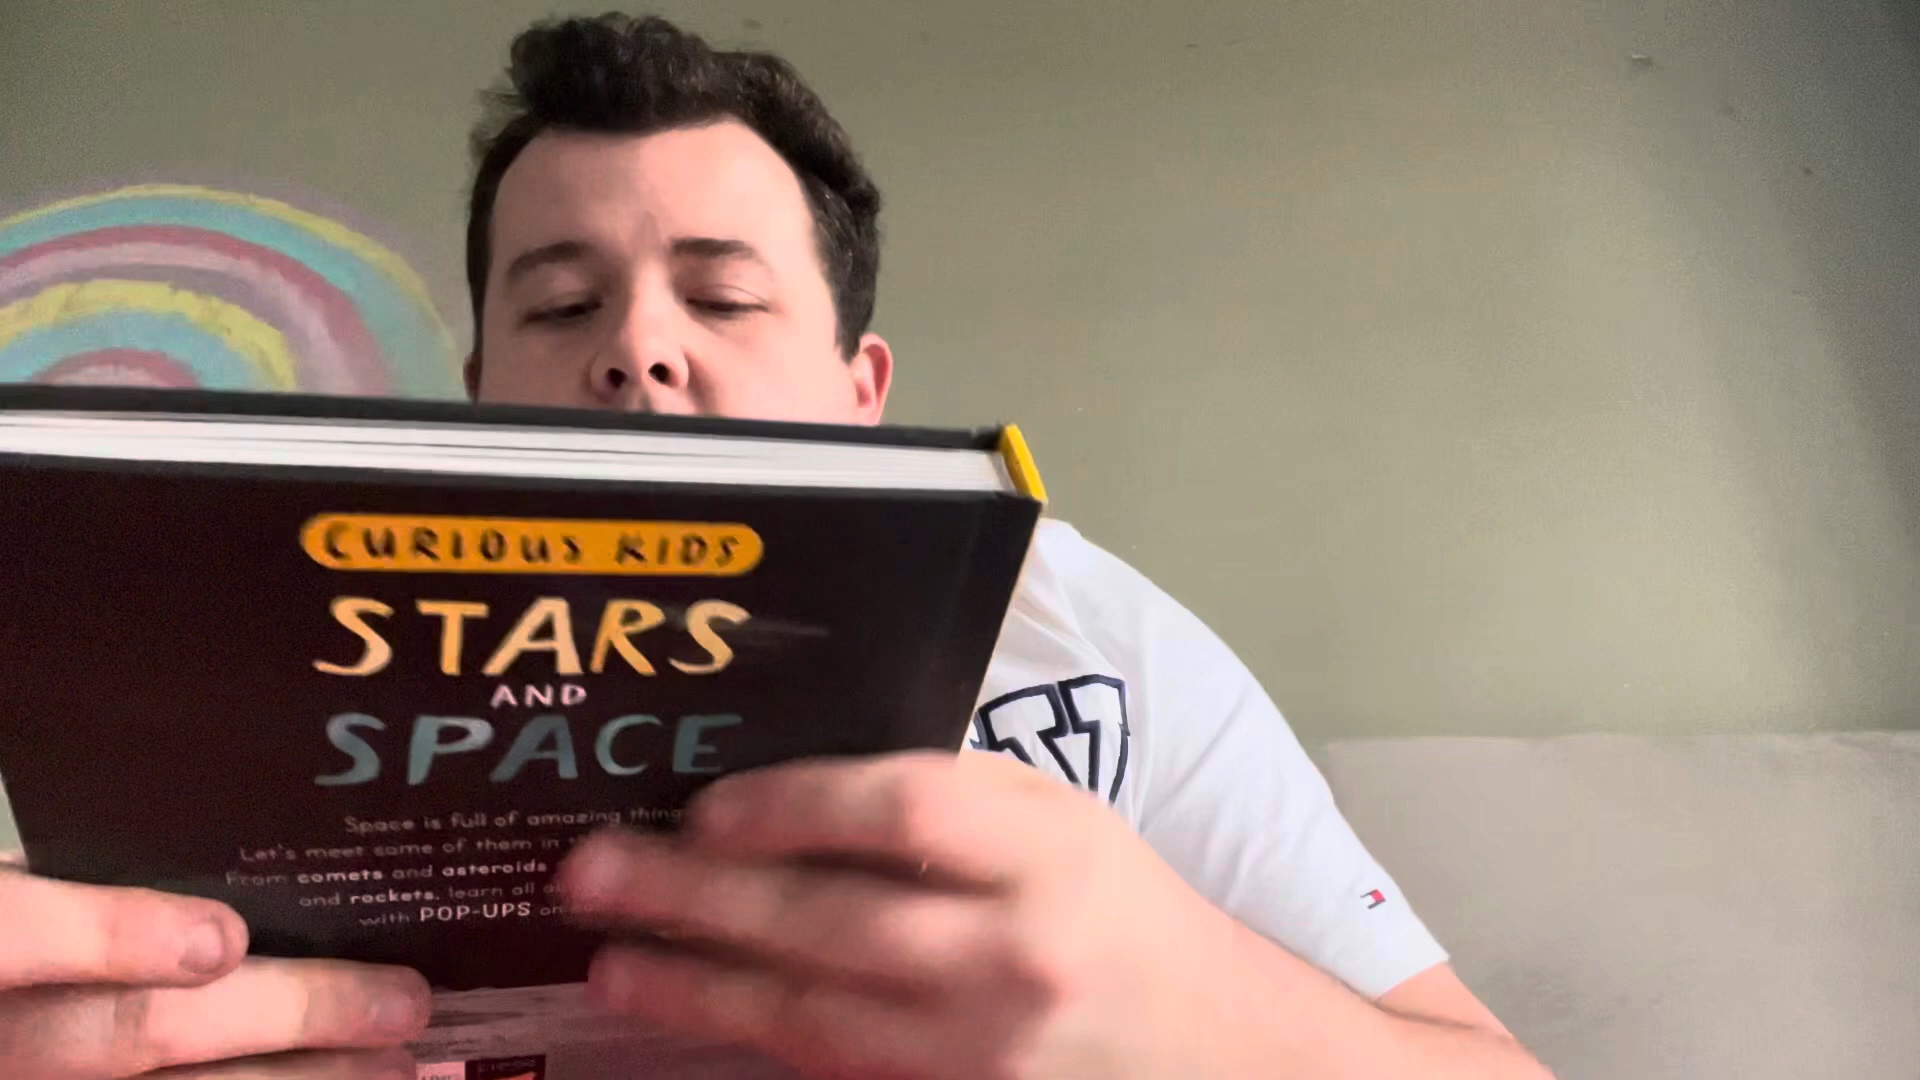 CURIOUS KIDS
STARS
AND
SPACE
Space is full of amazing
Let's meet some of them in
From comets and asteroids
and rockets, learn all
with POP-UPS on